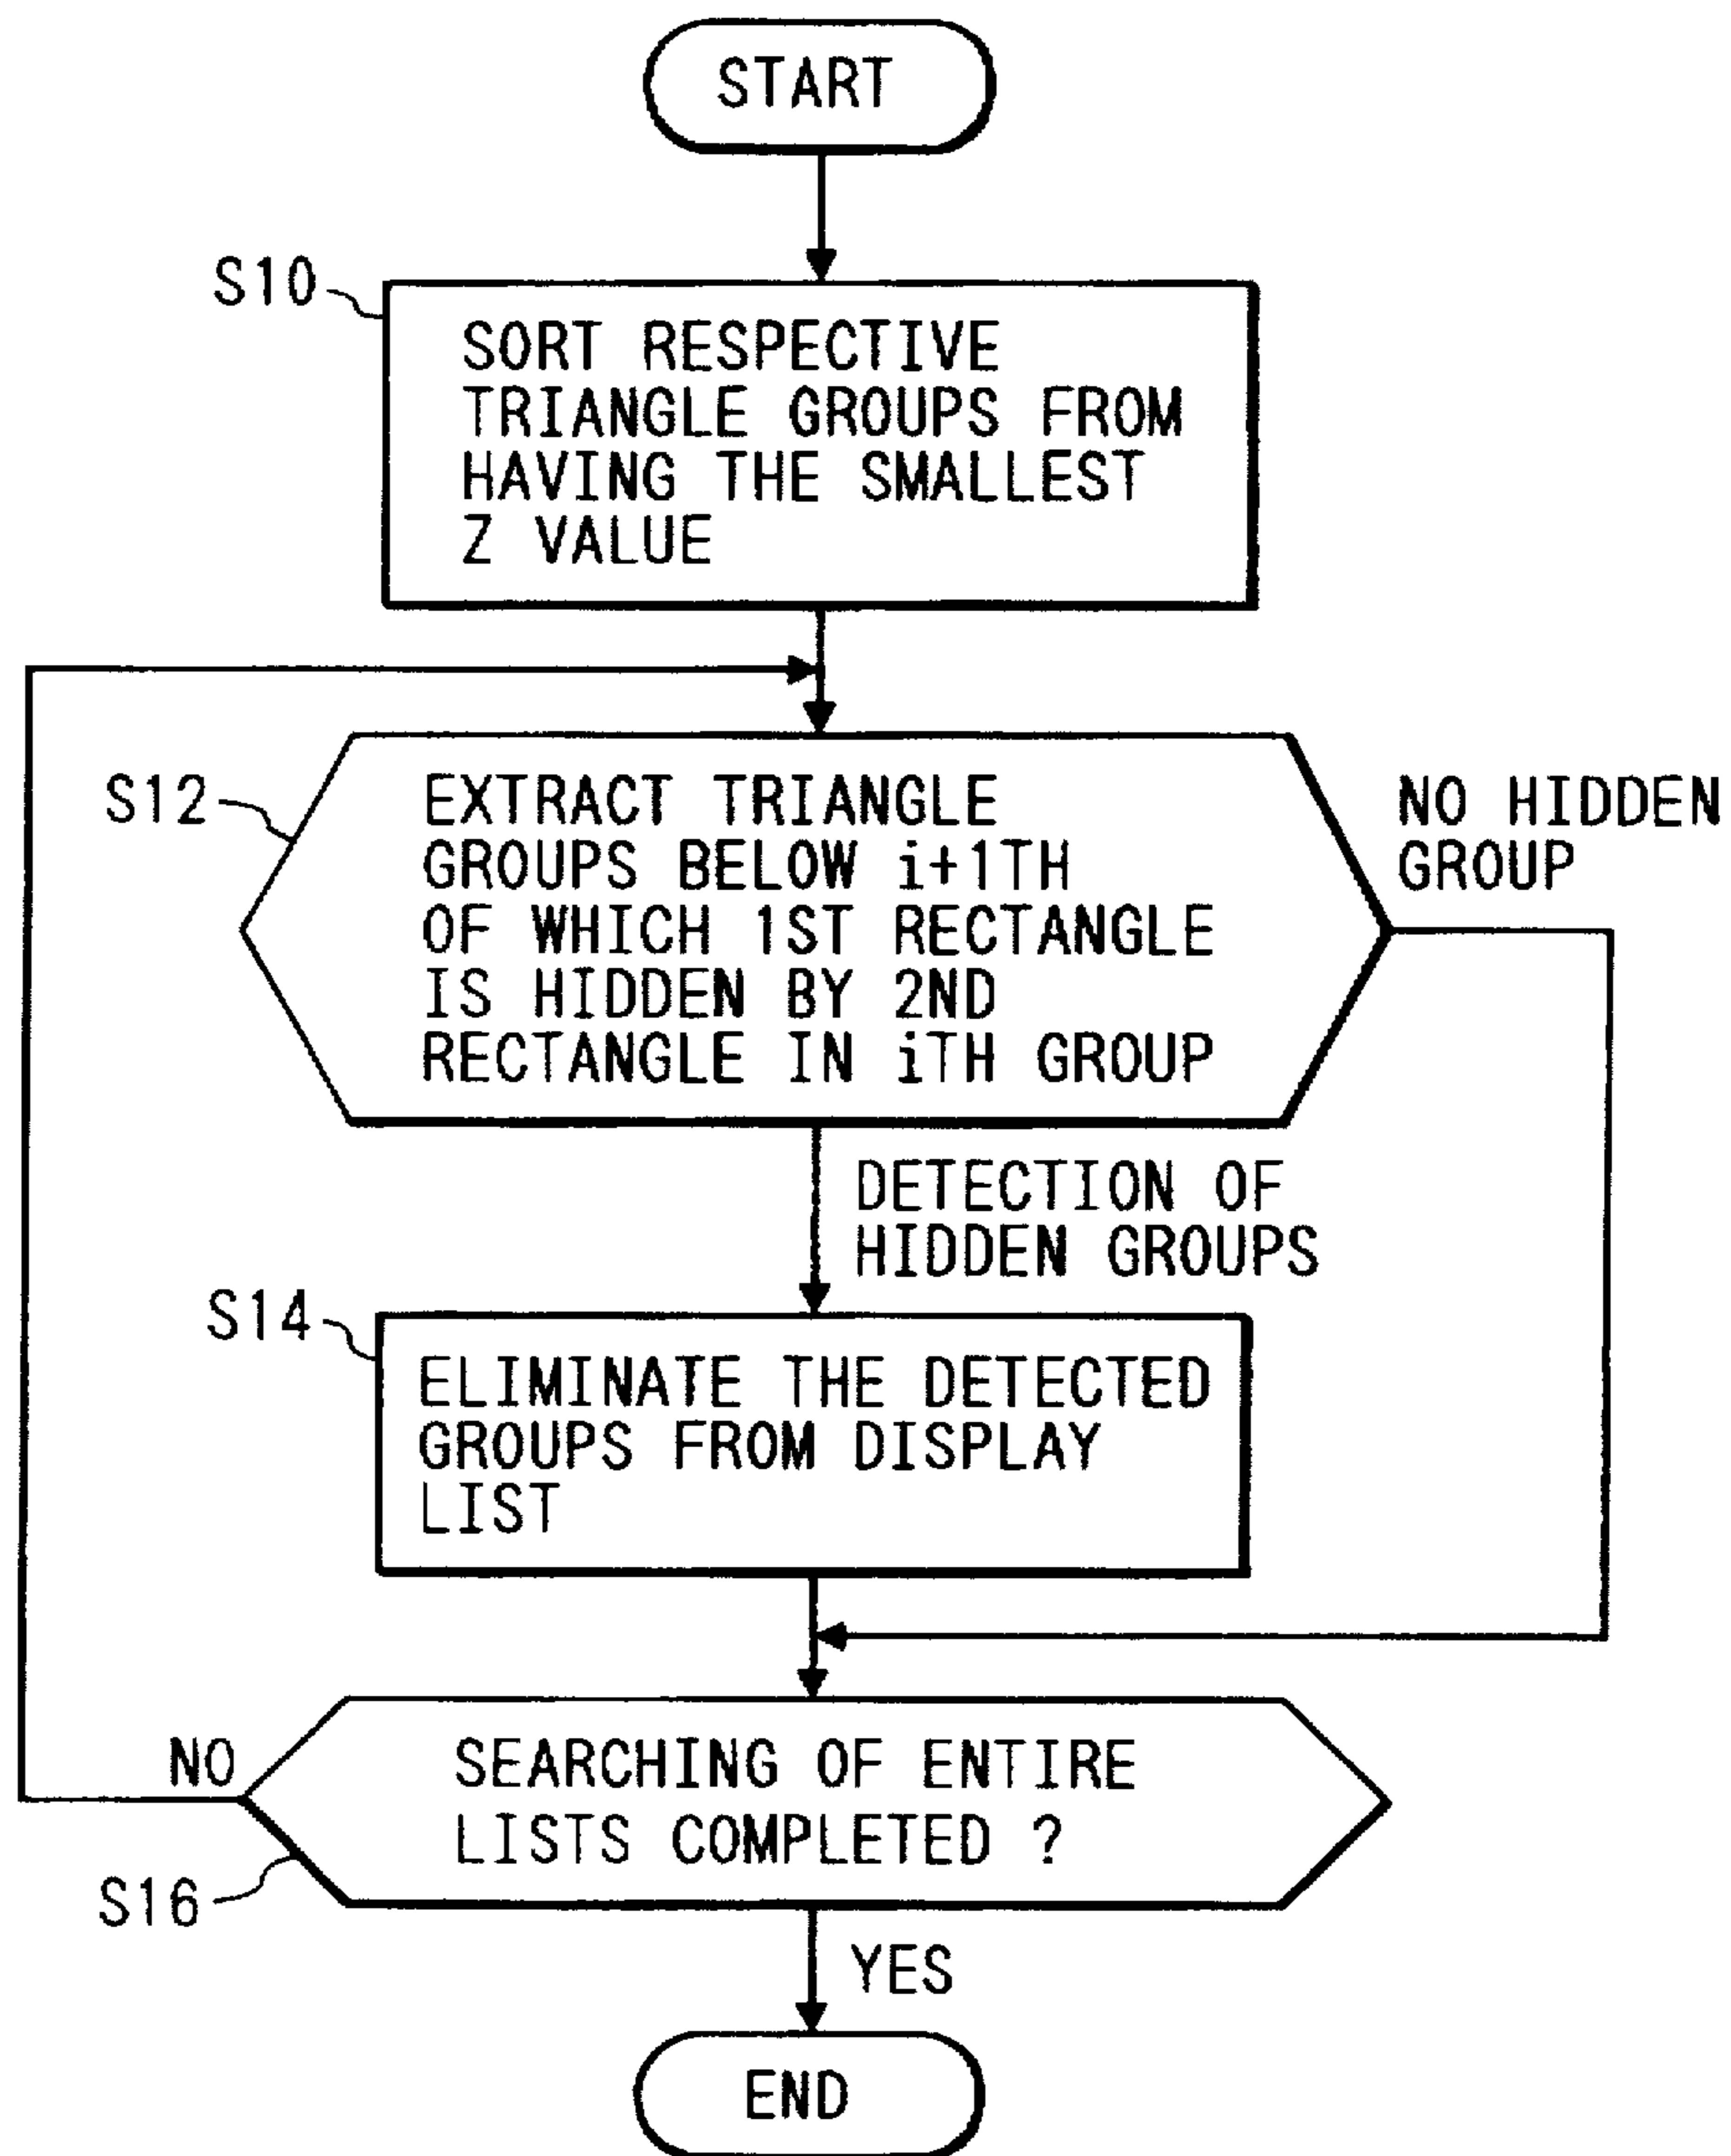 START
S10
SORT RESPECTIVE
TRIANGLE GROUPS FROM
HAVING THE SMALLEST
Z VALUE
S12
EXTRACT TRIANGLE
GROUPS BELOW i+1TH
OF WHICH 1ST RECTANGLE
IS HIDDEN BY 2ND
RECTANGLE IN iTH GROUP
NO HIDDEN
GROUP
DETECTION OF
HIDDEN GROUPS
S14
ELIMINATE THE DETECTED
GROUPS FROM DISPLAY
LIST
NO
SEARCHING OF ENTIRE
LISTS COMPLETED ?
S16
YES
END